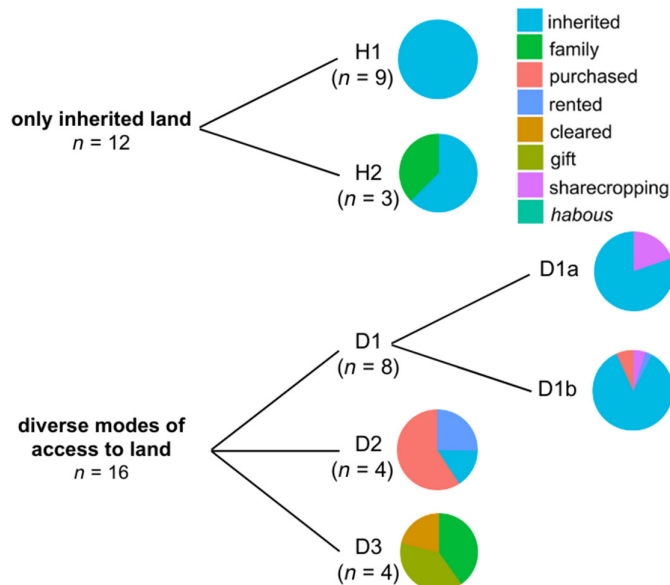 H1
(n = 9)
only inherited land
n = 12
H2
(n = 3)
inherited
family
purchased
rented
cleared
gift
sharecropping
habous
D1a
D1
(n = 8)
D1b
diverse modes of
access to land
n = 16
D2
(n = 4)
D3
(n = 4)